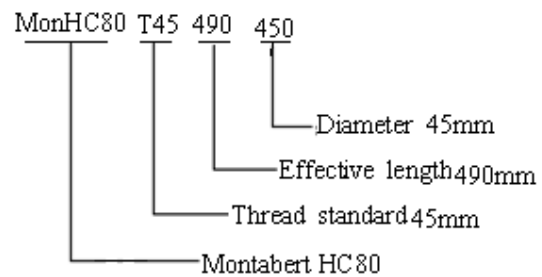 MonHC80 T45 490 450
Diameter 45mm
Effective length490mm
Thread standard45mm
Montabert HC80